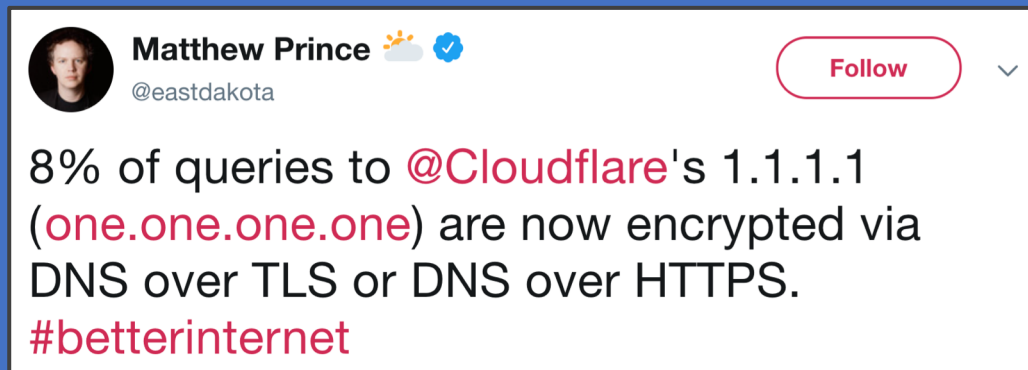 Matthew Prince
@eastdakota
Follow
8% of queries to @Cloudflare's 1.1.1.1
(one.one.one.one) are now encrypted via
DNS over TLS or DNS over HTTPS.
#betterinternet